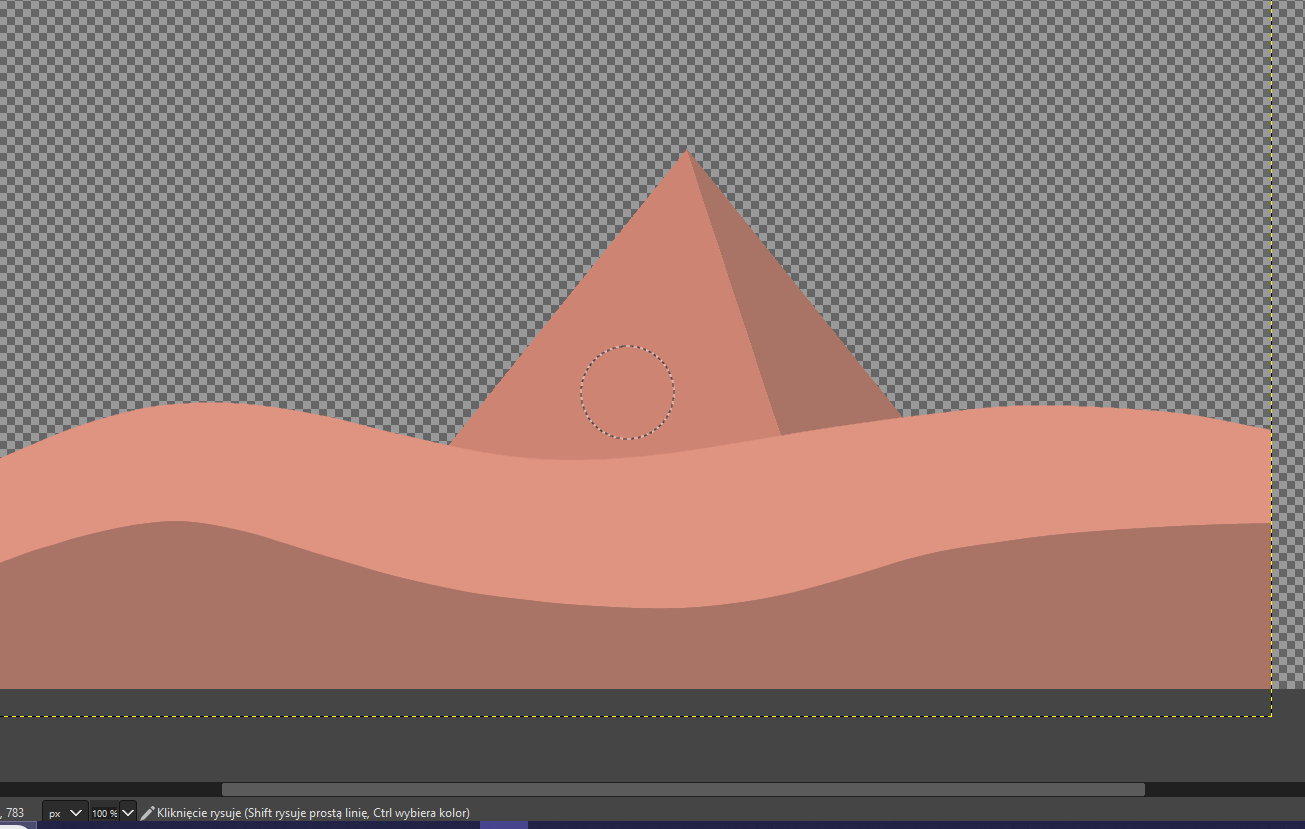 , 783 px 100 % Kliknięcie rysuje (Shift rysuje prostą linię, Ctrl wybiera kolor)